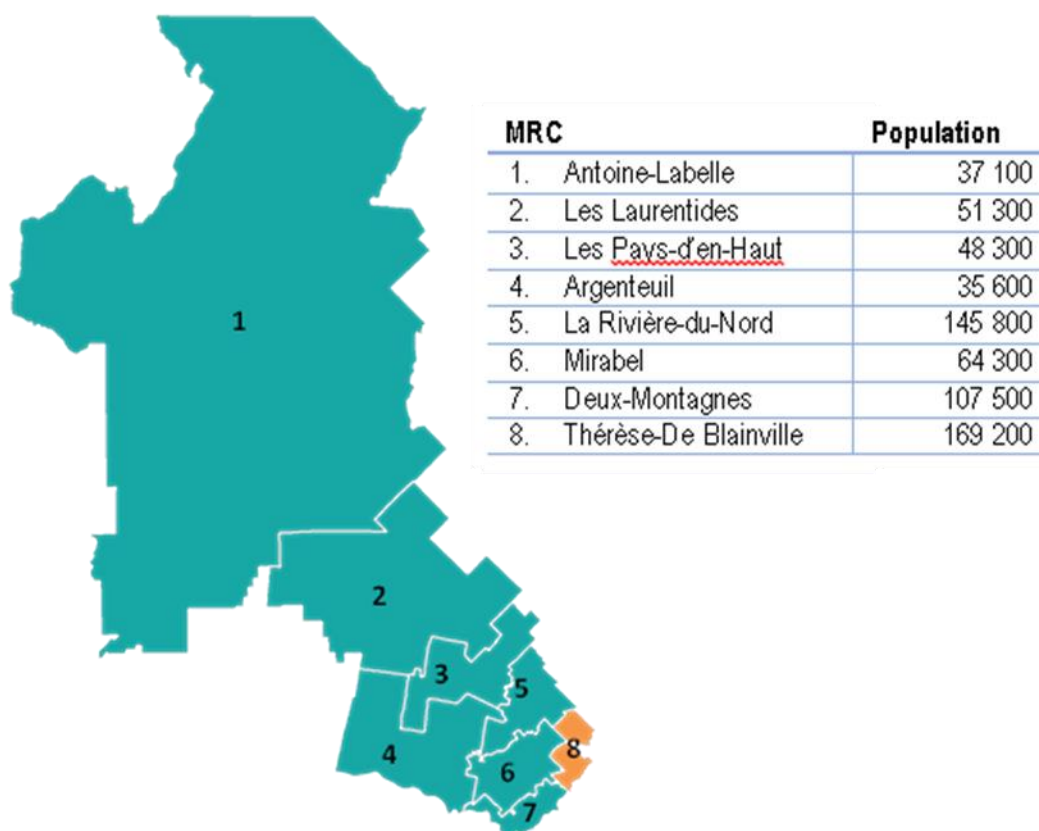 MRC Population
1. Antoine-Labelle 37 100
2. Les Laurentides 51 300
3. Les Pays-d'en-Haut 48 300
4. Argenteuil 35 600
5. La Rivière-du-Nord 145 800
6. Mirabel 64 300
7. Deux-Montagnes 107 500
8. Thérèse-De Blainville 169 200
1
2
3
5
4
8
6
7